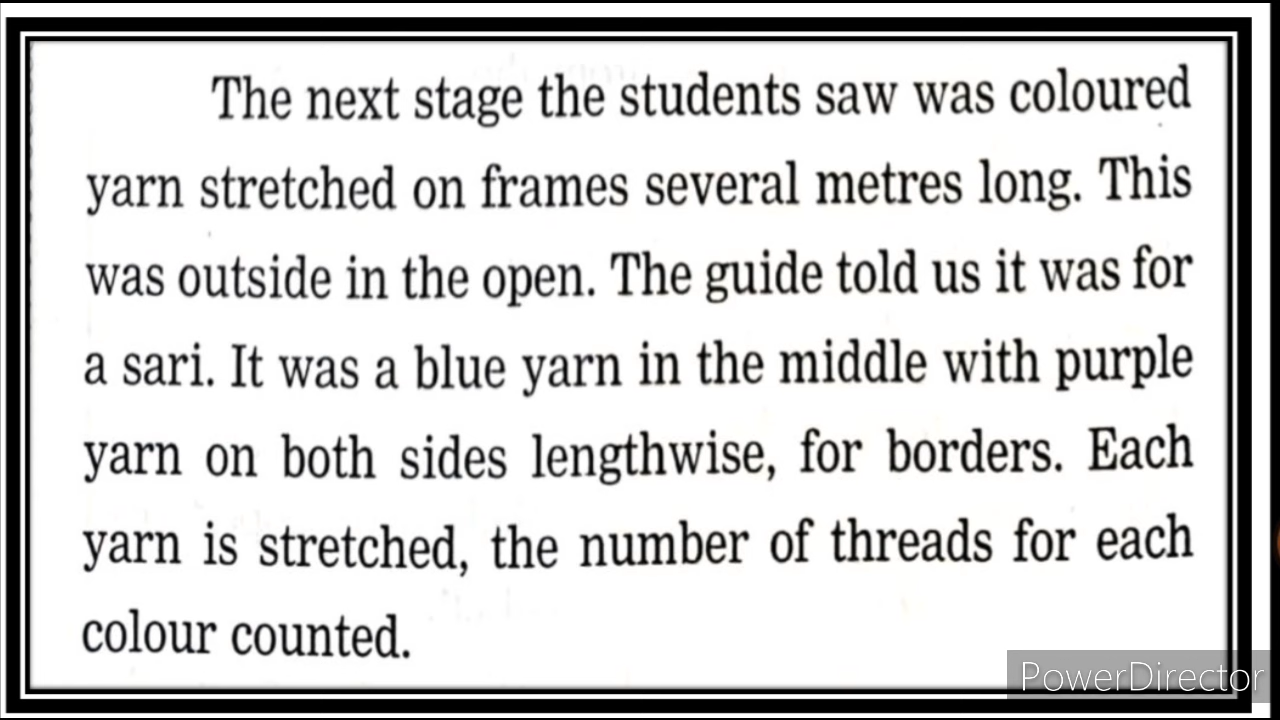 The next stage the students saw was coloured
yarn stretched on frames several metres long. This
was outside in the open. The guide told us it was for
a sari. It was a blue yarn in the middle with purple
yarn on both sides lengthwise, for borders. Each
yarn is stretched, the number of threads for each
colour counted.
PowerDirector